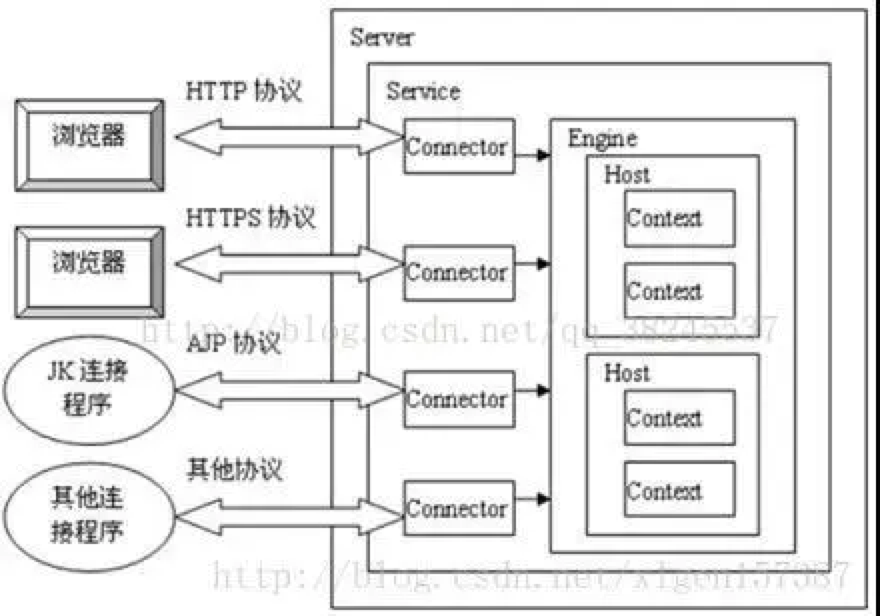 Server
Service
HTTP 协议
浏览器
Connector
Engine
Host
Context
HTTPS 协议
浏览器
Connector
Context
http://blog.csdn.net/qq_38245537
AJP 协议
JK 连接
程序
Connector
Host
Context
其他协议
其他连
接程序
Connector
Context
http://blog.csdn.net/xlgen157387